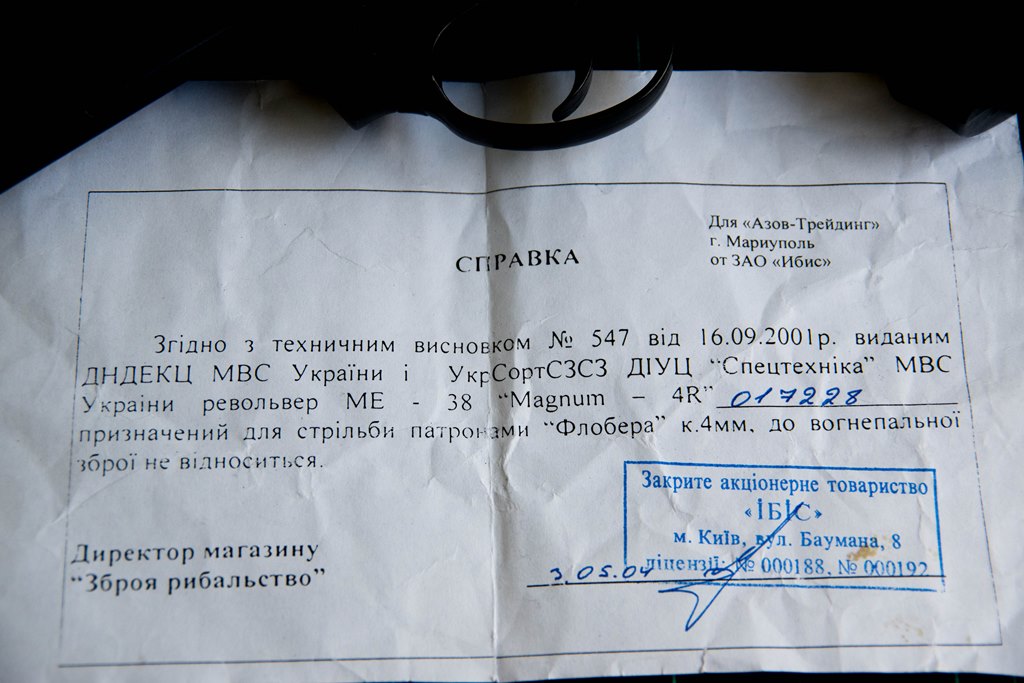 Для «Азов-Трейдинг»
г. Мариуполь
от ЗАО «Ибис»
СПРАВКА
Згідно з техничним висновком № 547 від 16.09.2001р. виданим
ДНДЕКЦ МВС України і УкрСортСЗСЗ ДІУЦ “Спецтехніка” МВС
України револьвер МЕ - 38 “Magnum – 4R” 017228
призначений для стрільби патронами “Флобера” к.4мм, до вогнепальної
зброї не відноситься.
Закрите акціонерне товариство
«ІБІС»
м. Київ, вул. Баумана, 8
ліцензії: № 000188, № 000192
Директор магазину
“Зброя рибальство”
3.05.04